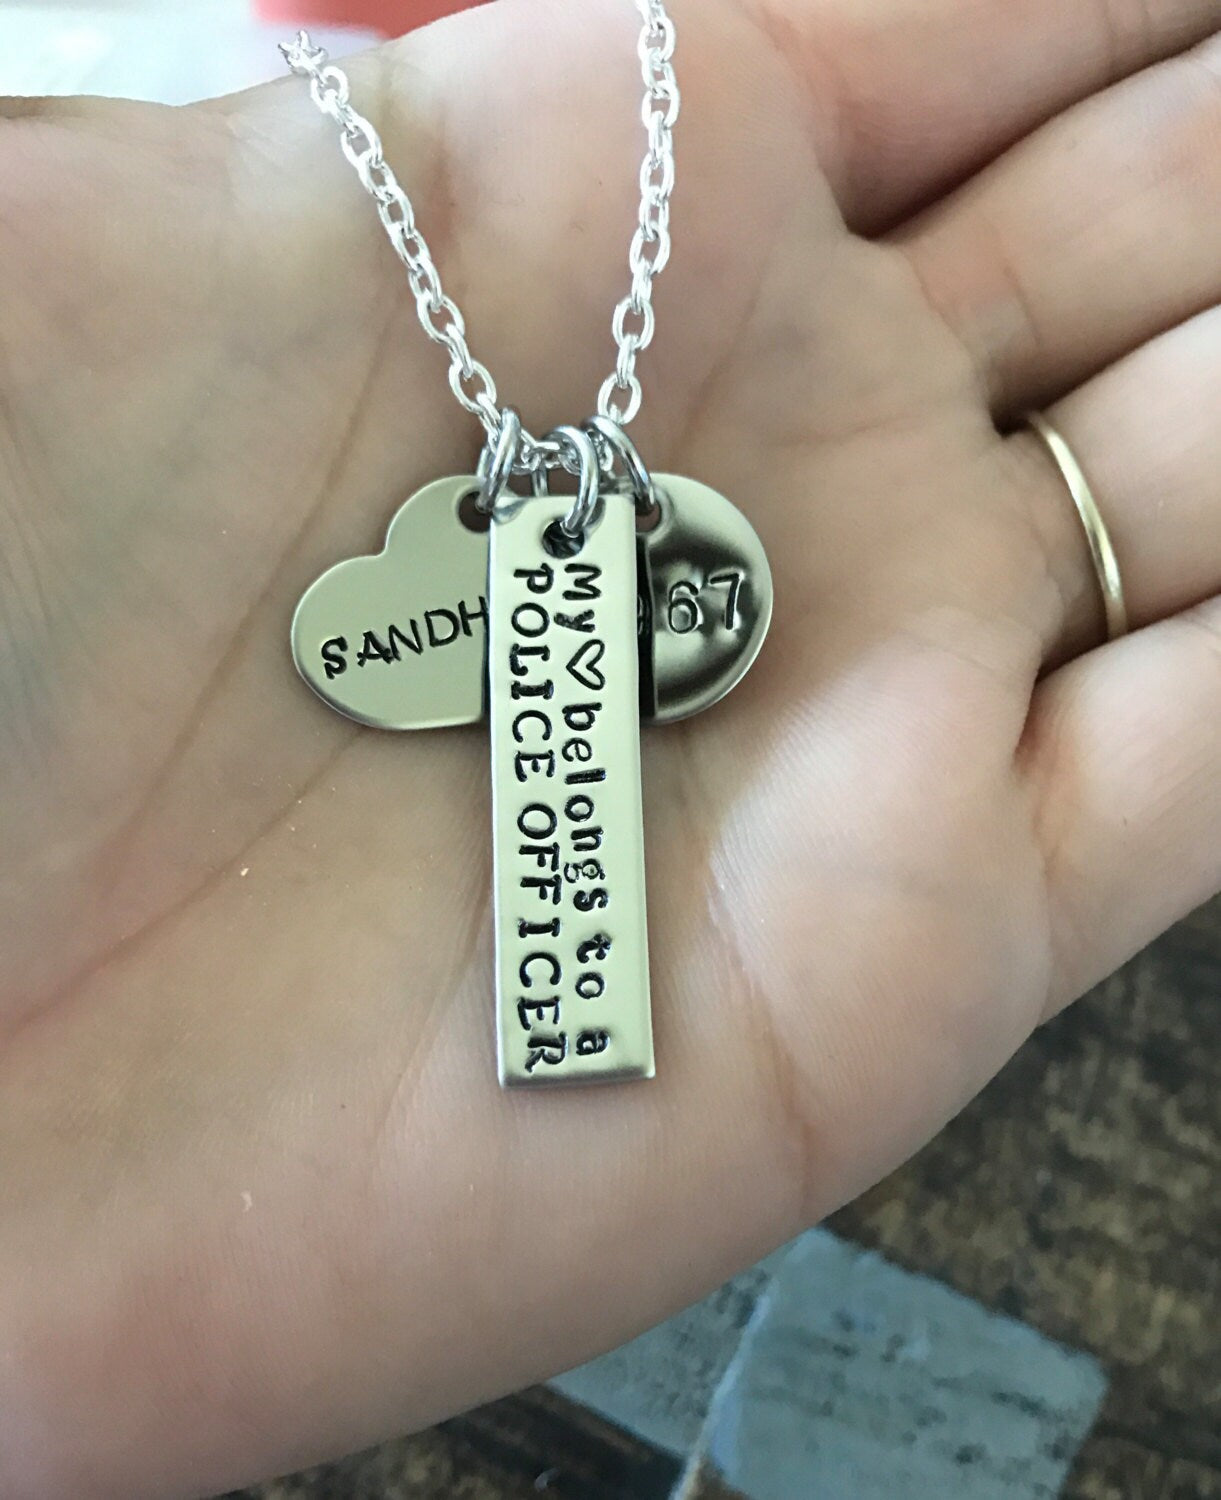 My ♡ belongs to a
POLICE OFFICER
SANDH
67